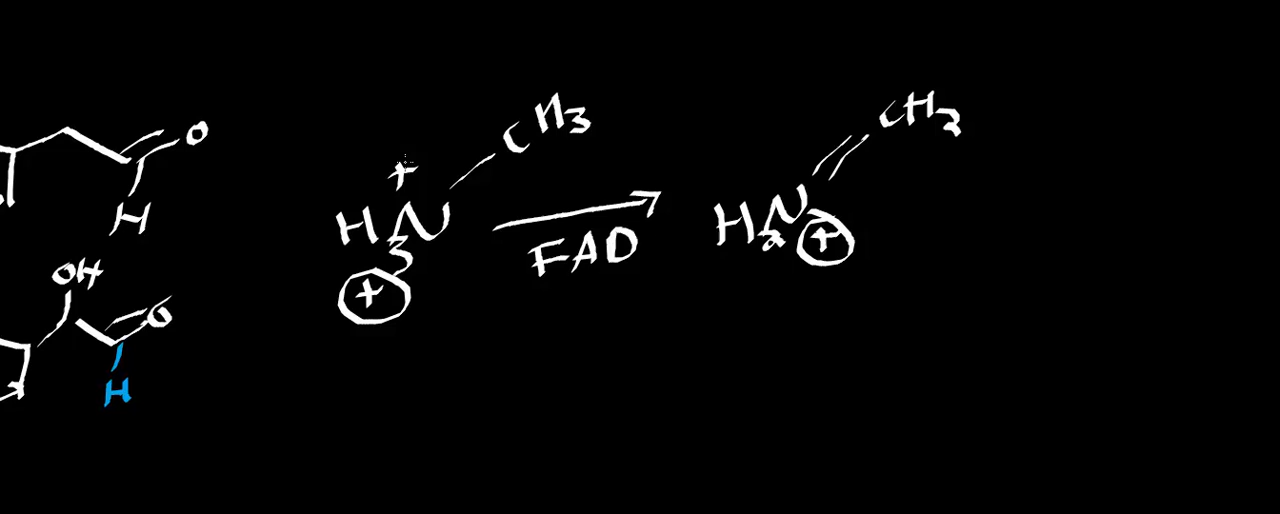 O
H
OH
O
H
+
H3N
CH3
+
FAD
H2N
CH2
+